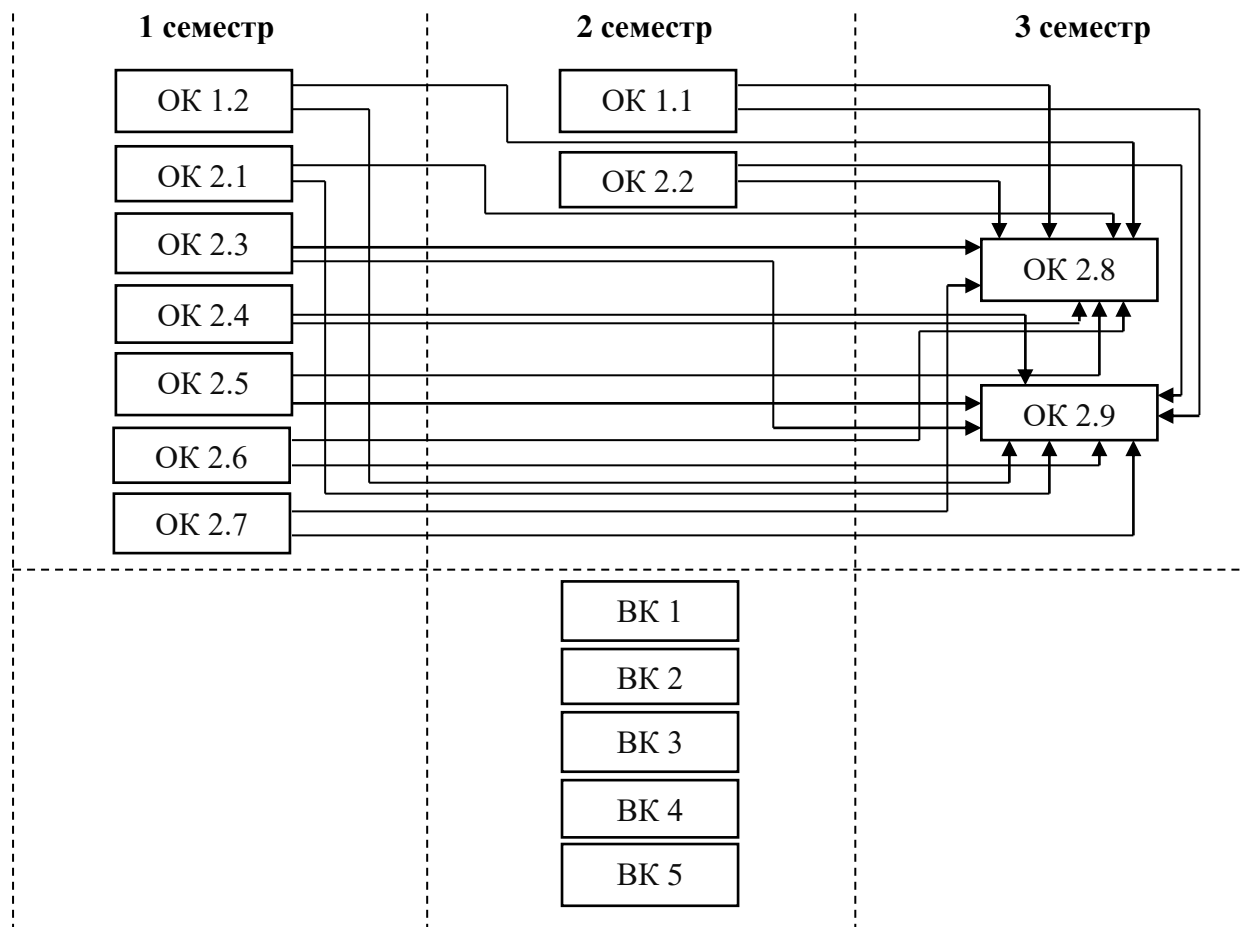 1 семестр
2 семестр
3 семестр
ОК 1.2
ОК 1.1
ОК 2.1
ОК 2.2
ОК 2.3
ОК 2.8
ОК 2.4
ОК 2.5
ОК 2.9
ОК 2.6
ОК 2.7
ВК 1
ВК 2
ВК 3
ВК 4
ВК 5